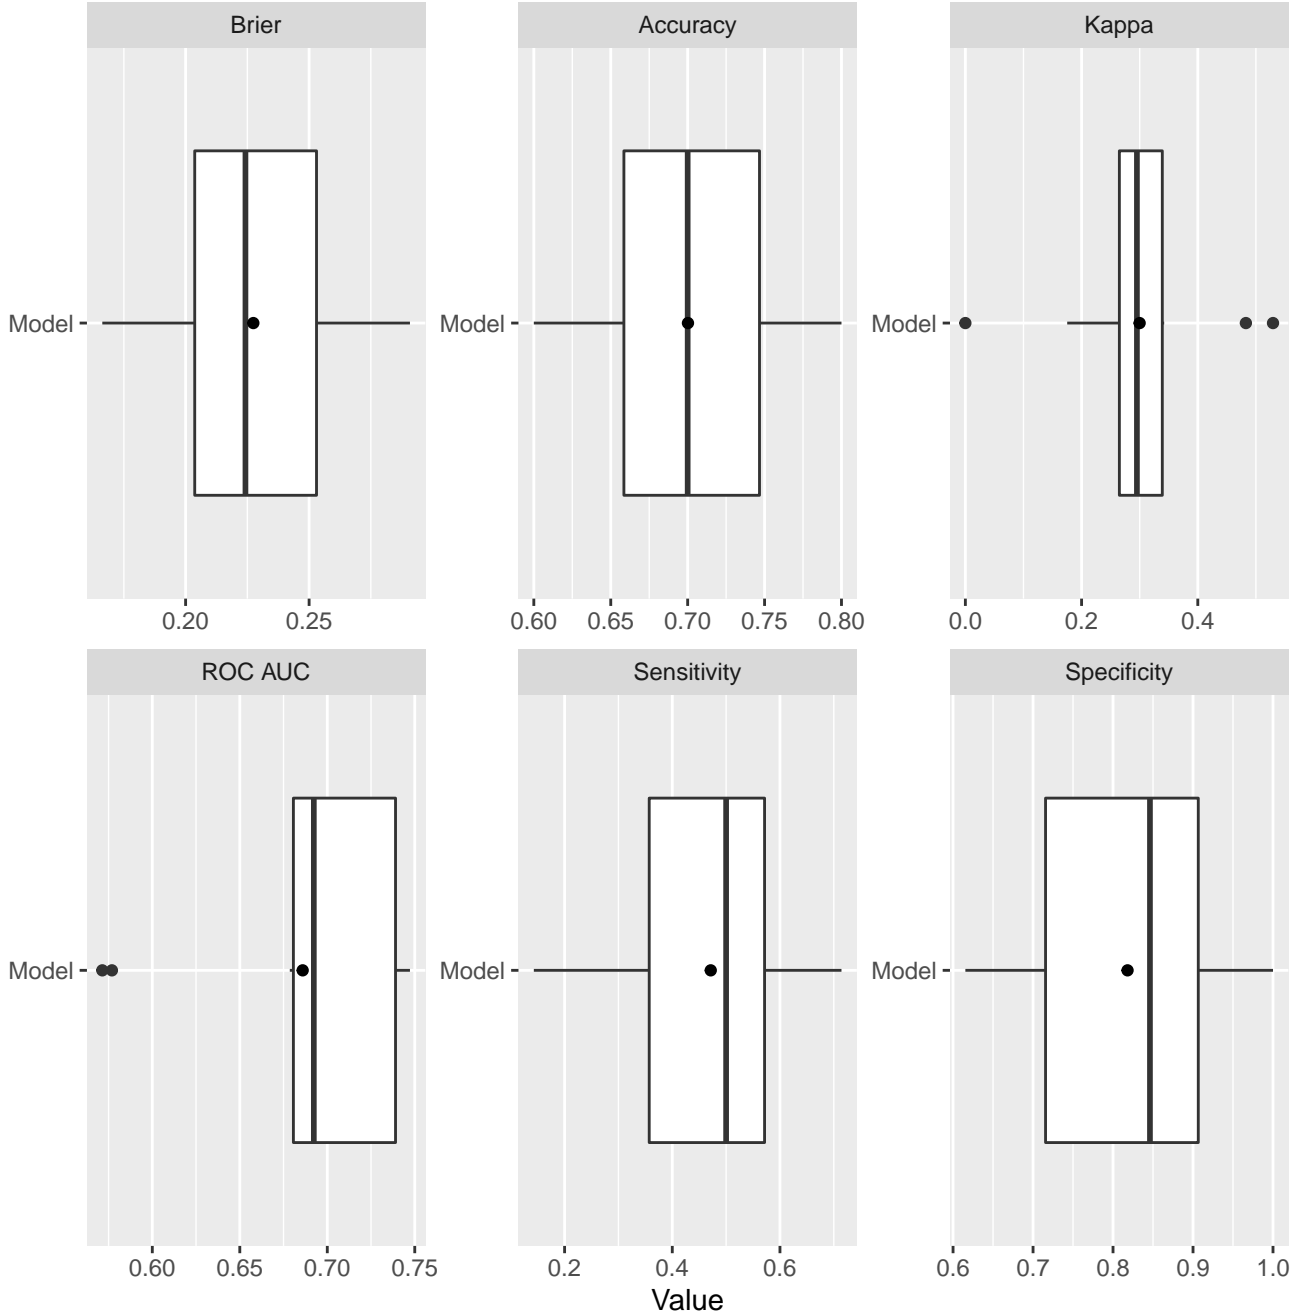 Brier Accuracy Kappa
Model Model Model
0.20 0.25 0.60 0.65 0.70 0.75 0.80 0.0 0.2 0.4
ROC AUC Sensitivity Specificity
Model Model Model
0.60 0.65 0.70 0.75 0.2 0.4 0.6 0.6 0.7 0.8 0.9 1.0
Value